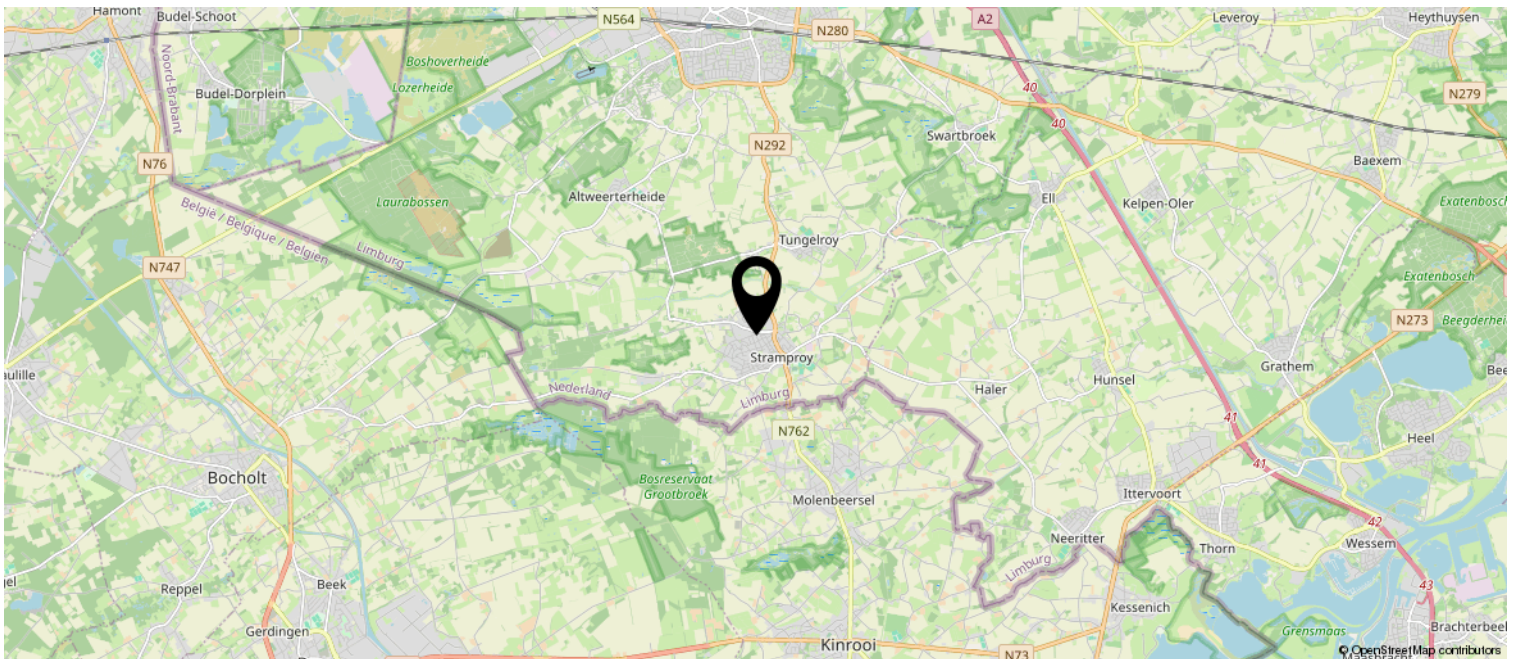 Hamont
Budel-Schoot
N564
N280
A2
Leveroy
Heythuysen
Noord-Brabant
Boshoverheide
Lozerheide
Budel-Dorplein
40
40
N279
Swartbroek
N292
N76
Baexem
Altweerterheide
Laurabossen
Ell
Kelpen-Oler
Exatenbosch
België / Belgique / Belgien
Limburg
Tungelroy
N747
Exatenbosch
N273
Beegderheide
Stramproy
Grathem
Nederland
Limburg
Haler
Hunsel
41
N762
Heel
41
Bocholt
Bosreservaat
Grootbroek
Molenbeersel
Ittervoort
42
Neeritter
Thorn
Wessem
Limburg
Reppel
Beek
43
Kessenich
Gerdingen
Grensmaas
Brachterbeek
Kinrooi
N73
Maasbracht
© OpenStreetMap contributors